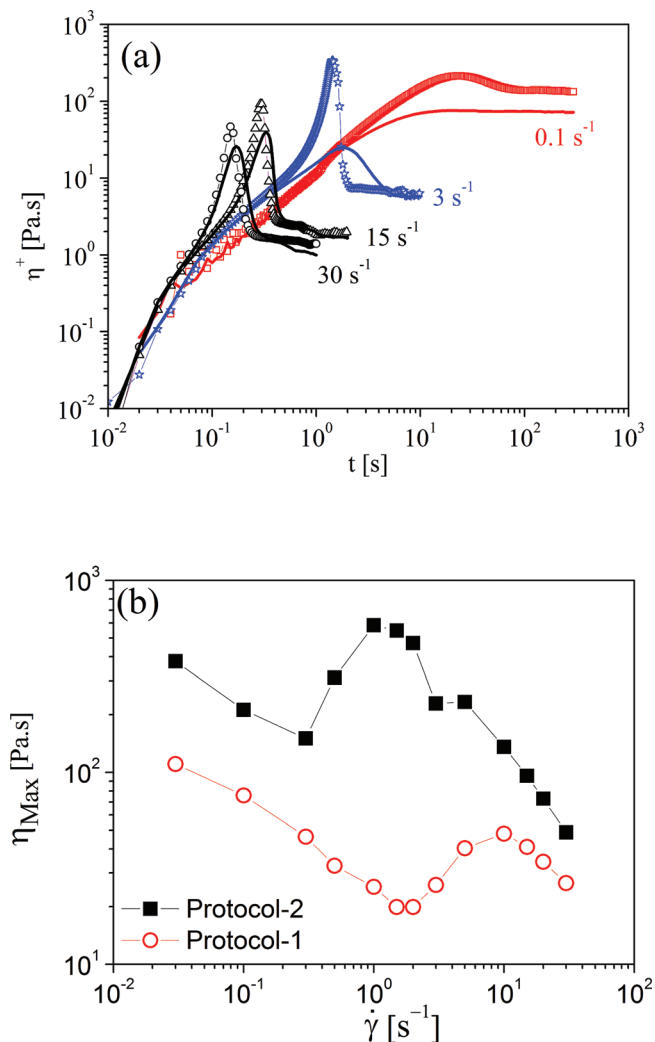 (a)
10³
10²
10¹
10⁰
10⁻¹
10⁻²
η⁺ [Pa.s]
0.1 s⁻¹
3 s⁻¹
15 s⁻¹
30 s⁻¹
10⁻² 10⁻¹ 10⁰ 10¹ 10² 10³
t [s]
(b)
10³
10²
10¹
η_Max [Pa.s]
Protocol-2
Protocol-1
10⁻² 10⁻¹ 10⁰ 10¹ 10²
γ̇ [s⁻¹]